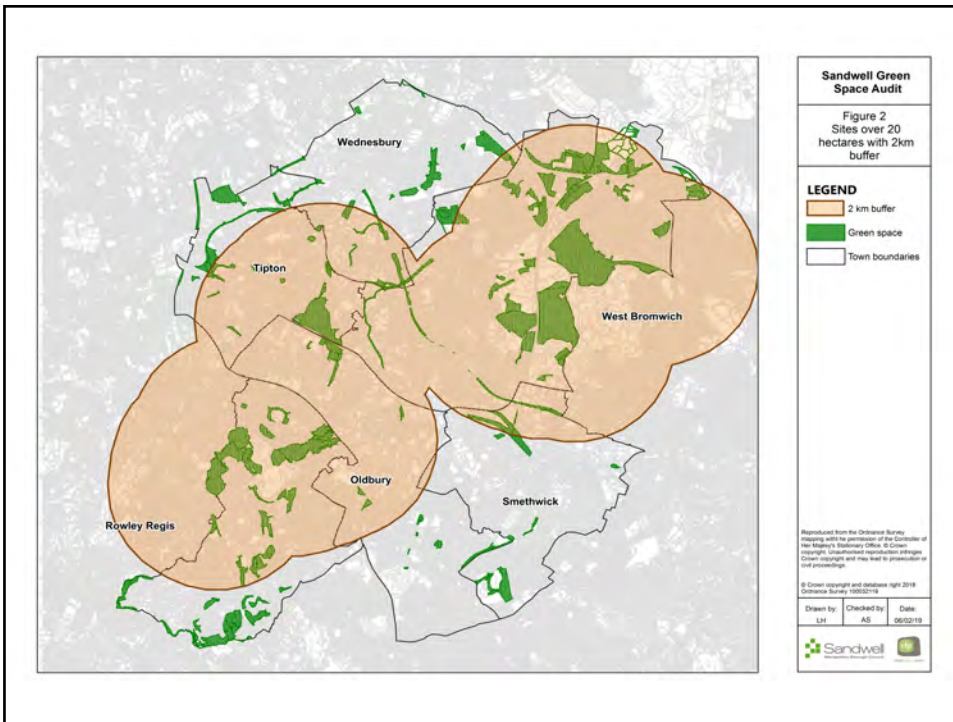 Sandwell Green
Space Audit
Figure 2
Sites over 20
hectares with 2km
buffer
LEGEND
2 km buffer
Green space
Town boundaries
Wednesbury
Tipton
West Bromwich
Oldbury
Smethwick
Rowley Regis
Reproduced from the Ordnance Survey
mapping with the permission of the Controller of
Her Majesty's Stationary Office. © Crown
copyright. Unauthorised reproduction infringes
Crown copyright and may lead to prosecution or
civil proceedings.
© Crown copyright and database right 2018
Ordnance Survey 100032119
Drawn by:
LH
Checked by:
AS
Date:
06/02/19
Sandwell
Metropolitan Borough Council